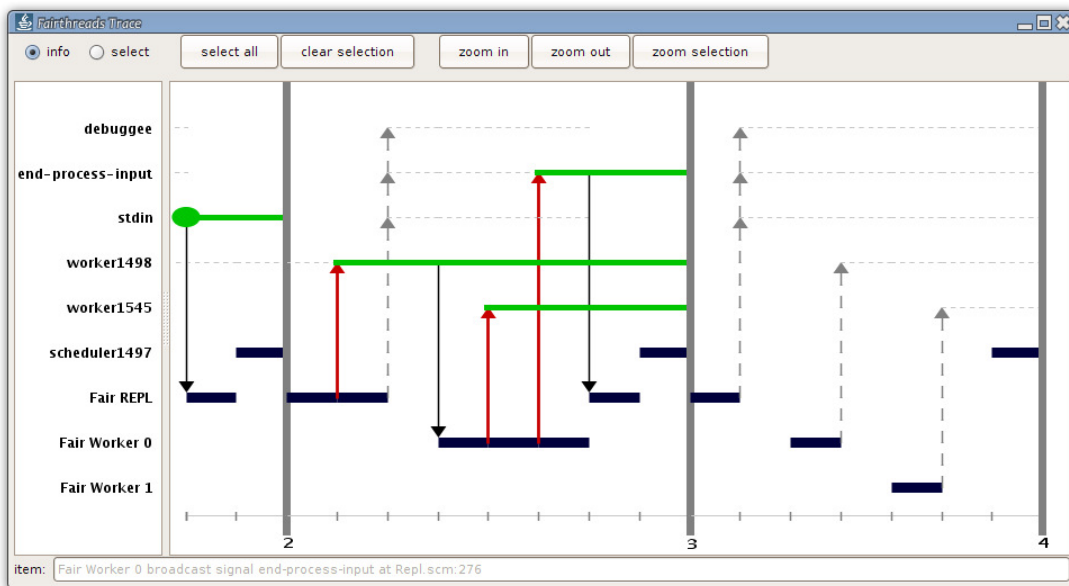 Fairthreads Trace
info select select all clear selection zoom in zoom out zoom selection
debuggee
end-process-input
stdin
worker1498
worker1545
scheduler1497
Fair REPL
Fair Worker 0
Fair Worker 1
2 3 4
item: Fair Worker 0 broadcast signal end-process-input at Repl.scm:276